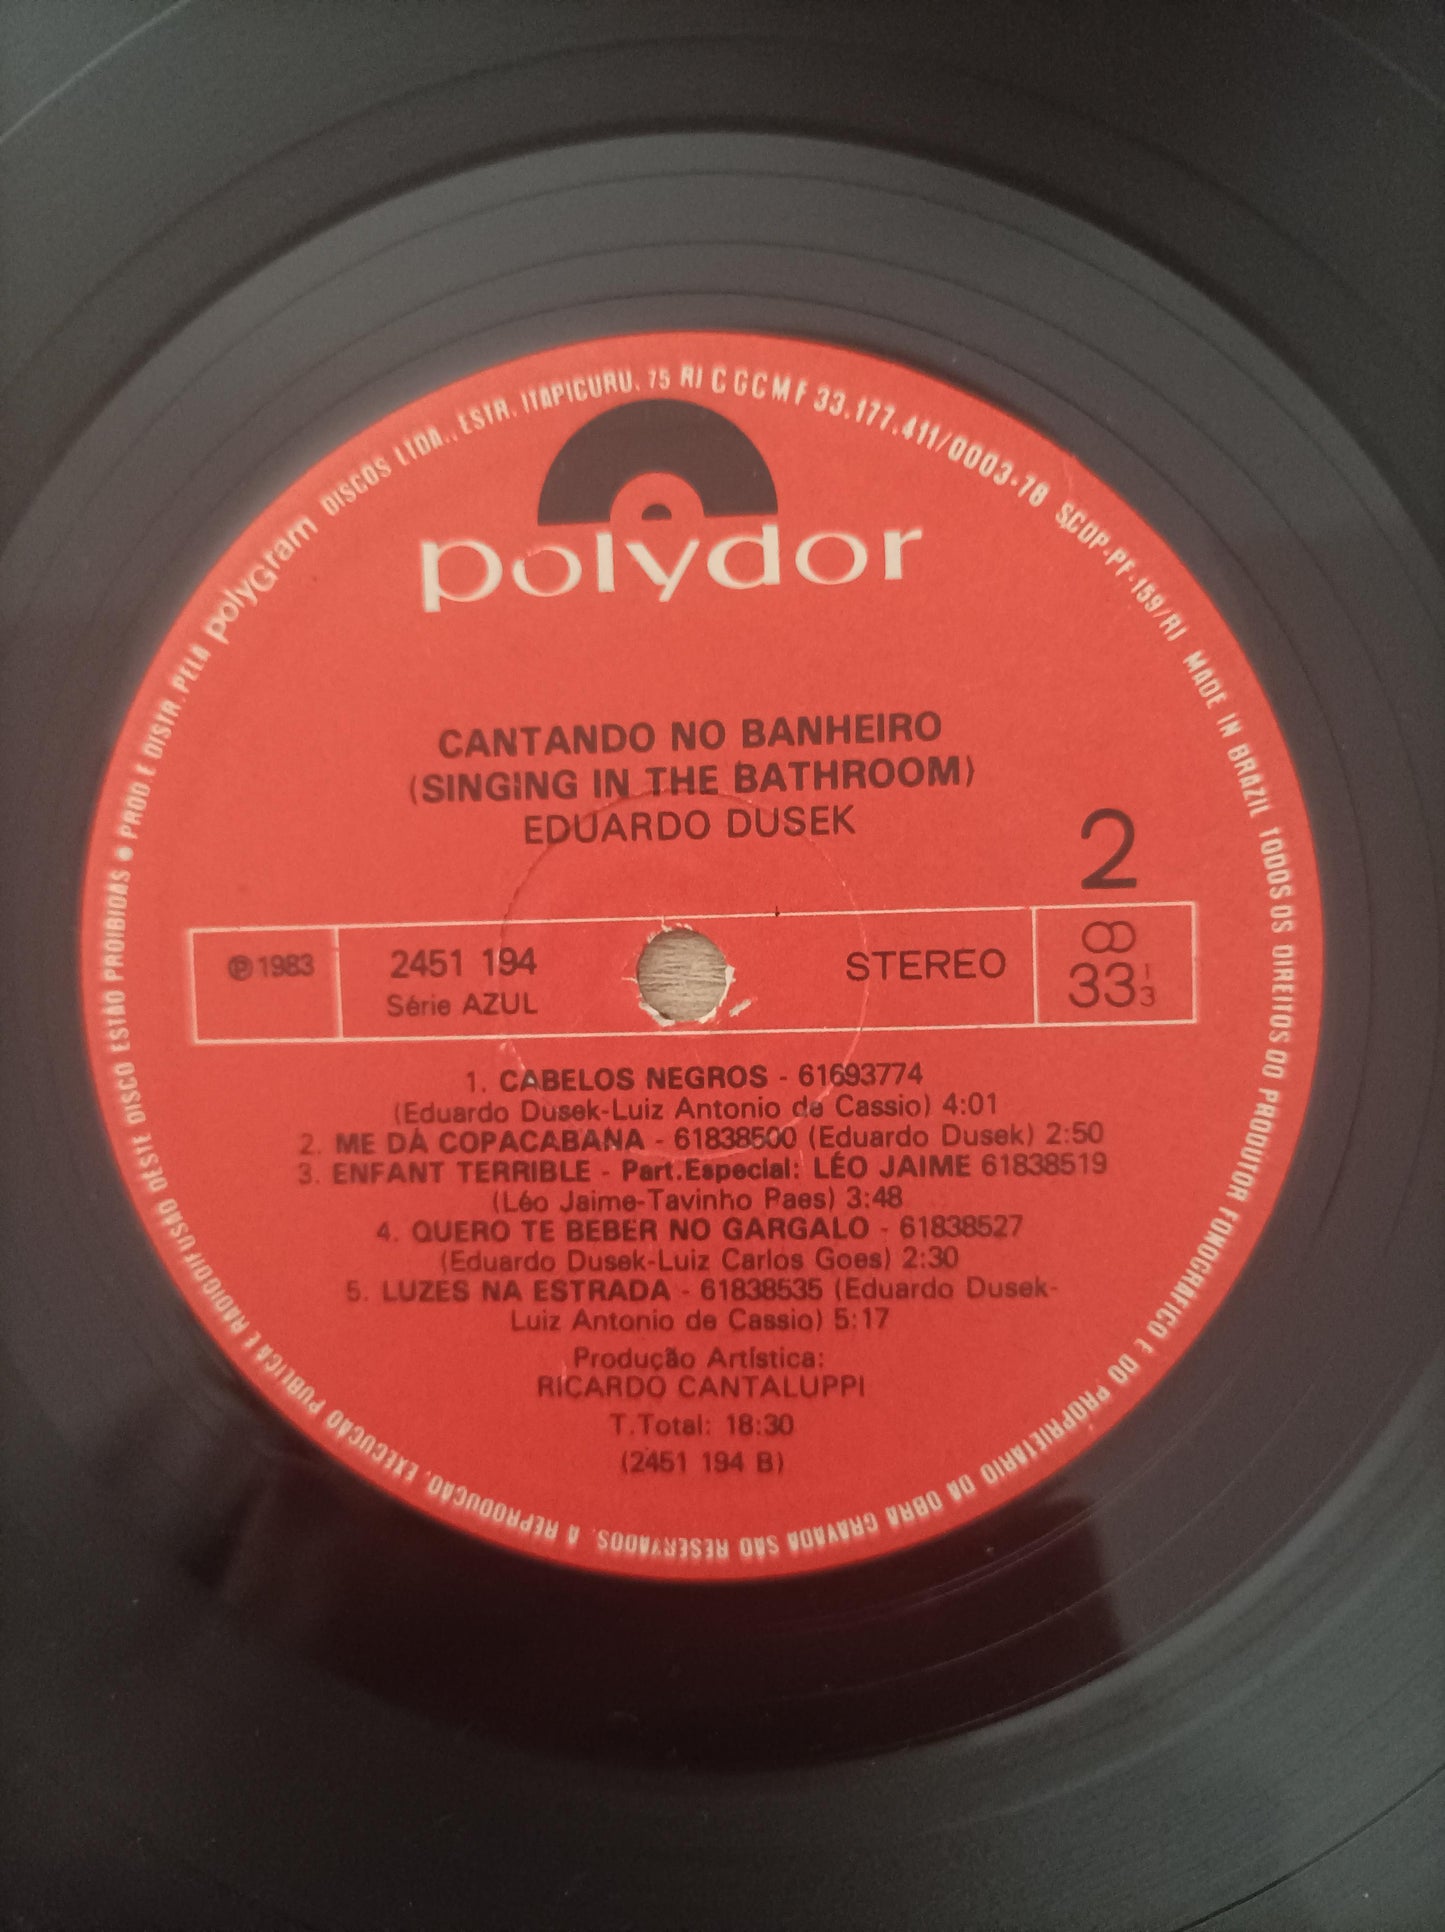 PROD. E DISTR. PELA polyGram DISCOS LTDA., ESTR. ITAPICURU, 75 RJ CGCMF 33.177.411/0003-78 SCDP-PF-159/RJ MADE IN BRAZIL TODOS OS DIREITOS DO PRODUTOR FONOGRAFICO E DO PROPRIETARIO DA OBRA GRAVADA SÃO RESERVADOS. A REPRODUÇÃO, EXECUÇÃO PUBLICA E RADIODIFUSÃO DESTE DISCO ESTÃO PROIBIDAS ●
polydor
CANTANDO NO BANHEIRO
(SINGING IN THE BATHROOM)
EDUARDO DUSEK
2
℗ 1983
2451 194
Série AZUL
STEREO
33 1/3
1. CABELOS NEGROS - 61693774
(Eduardo Dusek-Luiz Antonio de Cassio) 4:01
2. ME DÁ COPACABANA - 61838500 (Eduardo Dusek) 2:50
3. ENFANT TERRIBLE - Part.Especial: LÉO JAIME 61838519
(Léo Jaime-Tavinho Paes) 3:48
4. QUERO TE BEBER NO GARGALO - 61838527
(Eduardo Dusek-Luiz Carlos Goes) 2:30
5. LUZES NA ESTRADA - 61838535 (Eduardo Dusek-
Luiz Antonio de Cassio) 5:17
Produção Artística:
RICARDO CANTALUPPI
T.Total: 18:30
(2451 194 B)